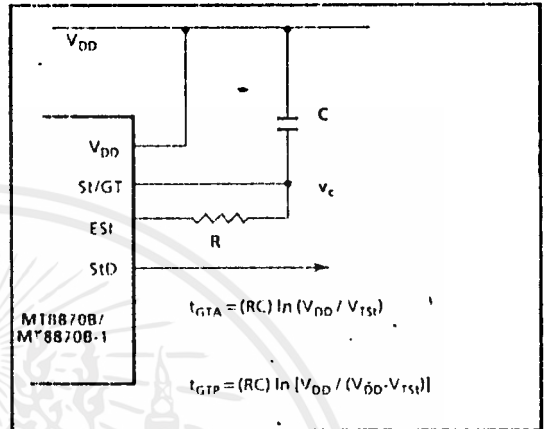 V_DD
C
V_DD
St/GT
v_c
ESt
R
StD
MT8870B/
MT8870B-1
t_GTA = (RC) ln (V_DD / V_TSt)
t_GTP = (RC) ln [V_DD / (V_DD-V_TSt)]